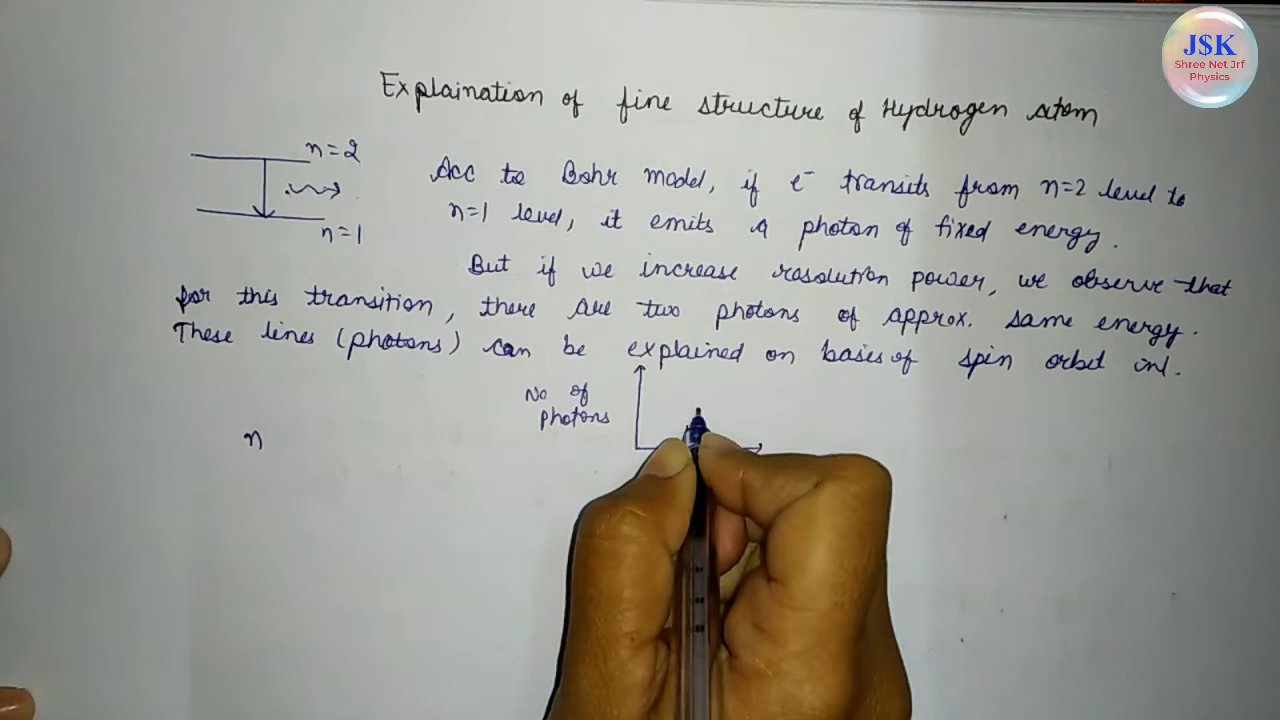 J$K
Shree Net Jrf
Physics
Explaination of fine structure of Hydrogen atom
n=2
n=1
Acc to Bohr model, if e⁻ transits from n=2 level to
n=1 level, it emits a photon of fixed energy.
But if we increase resolution power, we observe that
for this transition, there are two photons of approx. same energy.
These lines (photons) can be explained on bases of spin orbit int.
No of
photons
n